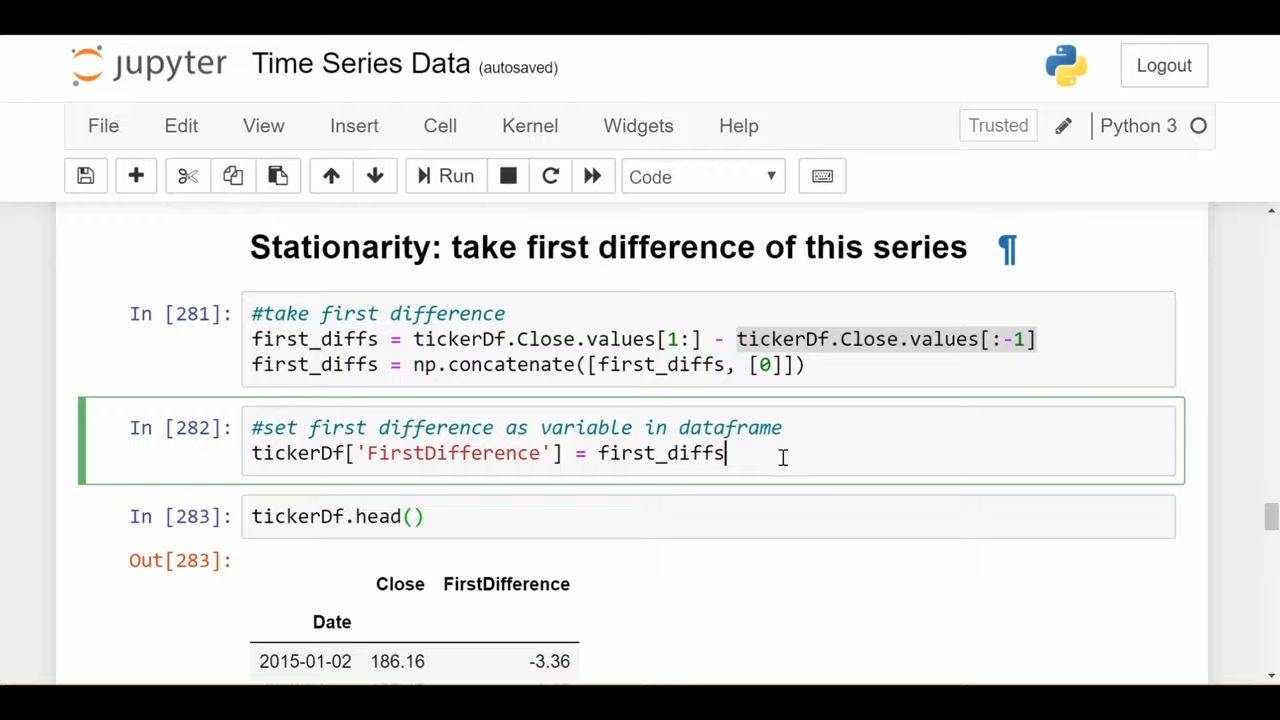 jupyter Time Series Data (autosaved) Logout
File Edit View Insert Cell Kernel Widgets Help Trusted Python 3
Run Code
Stationarity: take first difference of this series ¶
In [281]: #take first difference
first_diffs = tickerDf.Close.values[1:] - tickerDf.Close.values[:-1]
first_diffs = np.concatenate([first_diffs, [0]])
In [282]: #set first difference as variable in dataframe
tickerDf['FirstDifference'] = first_diffs
In [283]: tickerDf.head()
Out[283]:
Close FirstDifference
Date
2015-01-02 186.16 -3.36